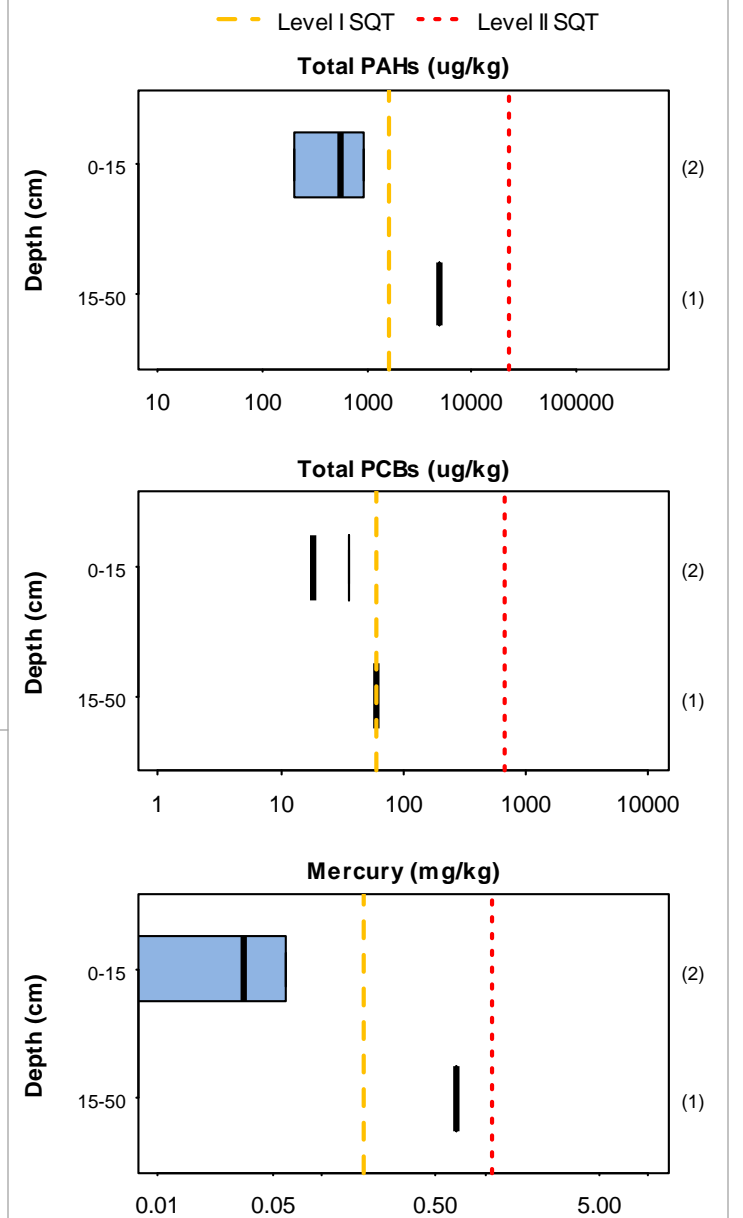 Level I SQT Level II SQT
Total PAHs (ug/kg)
Depth (cm)
0-15 (2)
15-50 (1)
10 100 1000 10000 100000
Total PCBs (ug/kg)
Depth (cm)
0-15 (2)
15-50 (1)
1 10 100 1000 10000
Mercury (mg/kg)
Depth (cm)
0-15 (2)
15-50 (1)
0.01 0.05 0.50 5.00